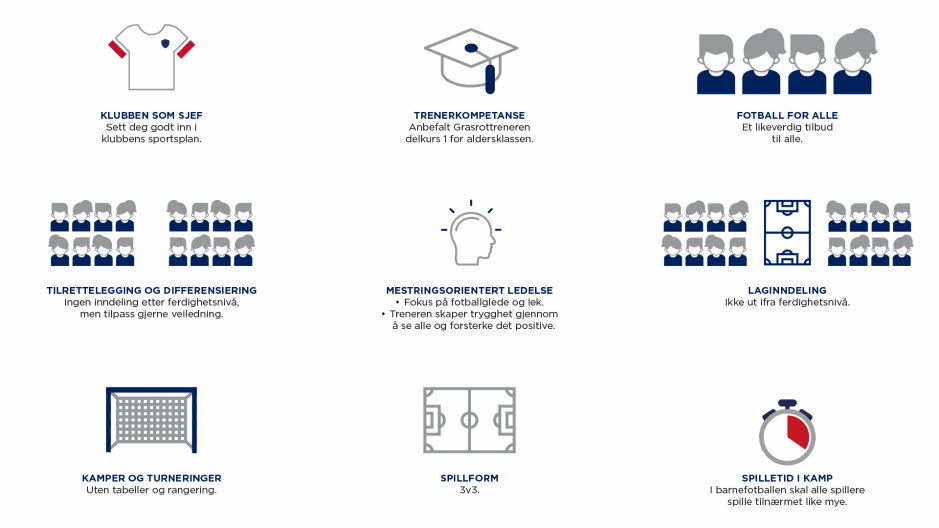 KLUBBEN SOM SJEF
Sett deg godt inn i
klubbens sportsplan.
TRENERKOMPETANSE
Anbefalt Grasrottreneren
delkurs 1 for aldersklassen.
FOTBALL FOR ALLE
Et likeverdig tilbud
til alle.
TILRETTELEGGING OG DIFFERENSIERING
Ingen inndeling etter ferdighetsnivå,
men tilpass gjerne veiledning.
MESTRINGSORIENTERT LEDELSE
• Fokus på fotballglede og lek.
• Treneren skaper trygghet gjennom
å se alle og forsterke det positive.
LAGINNDELING
Ikke ut ifra ferdighetsnivå.
KAMPER OG TURNERINGER
Uten tabeller og rangering.
SPILLFORM
3v3.
SPILLETID I KAMP
I barnefotballen skal alle spillere
spille tilnærmet like mye.